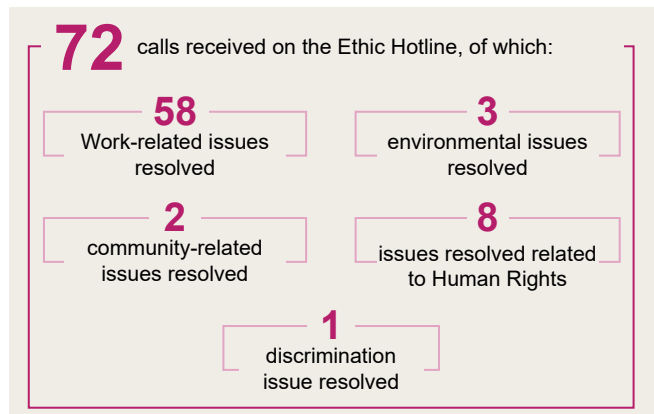 72 calls received on the Ethic Hotline, of which:
58
Work-related issues
resolved
3
environmental issues
resolved
2
community-related
issues resolved
8
issues resolved related
to Human Rights
1
discrimination
issue resolved